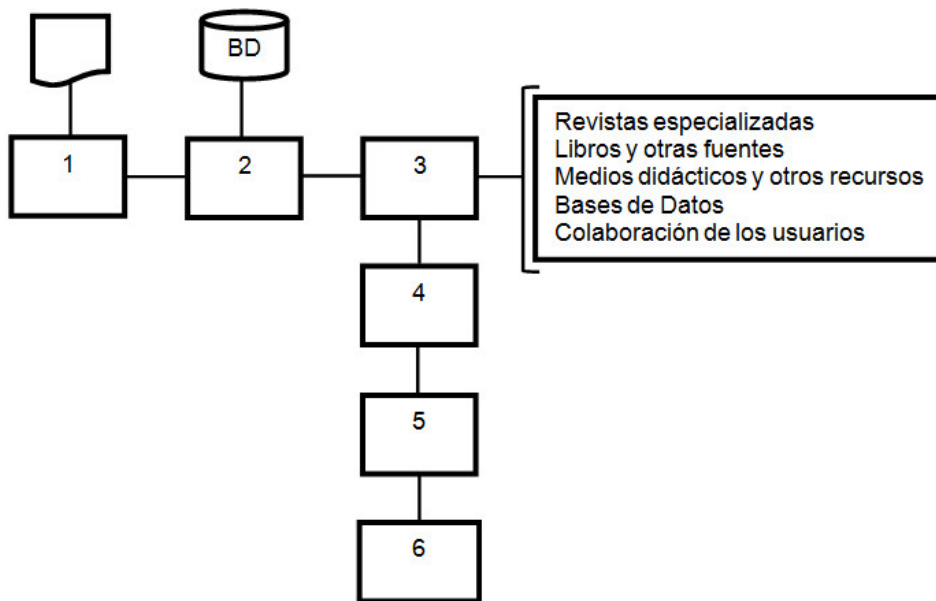 BD
1
2
3
Revistas especializadas
Libros y otras fuentes
Medios didácticos y otros recursos
Bases de Datos
Colaboración de los usuarios
4
5
6